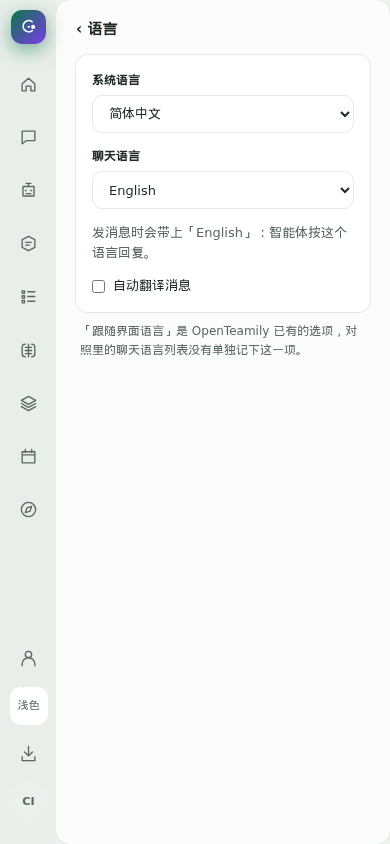 ‹ 语言
系统语言
简体中文
聊天语言
English
发消息时会带上「English」：智能体按这个
语言回复。
自动翻译消息
「跟随界面语言」是 OpenTeamily 已有的选项，对
照里的聊天语言列表没有单独记下这一项。
浅色
CI